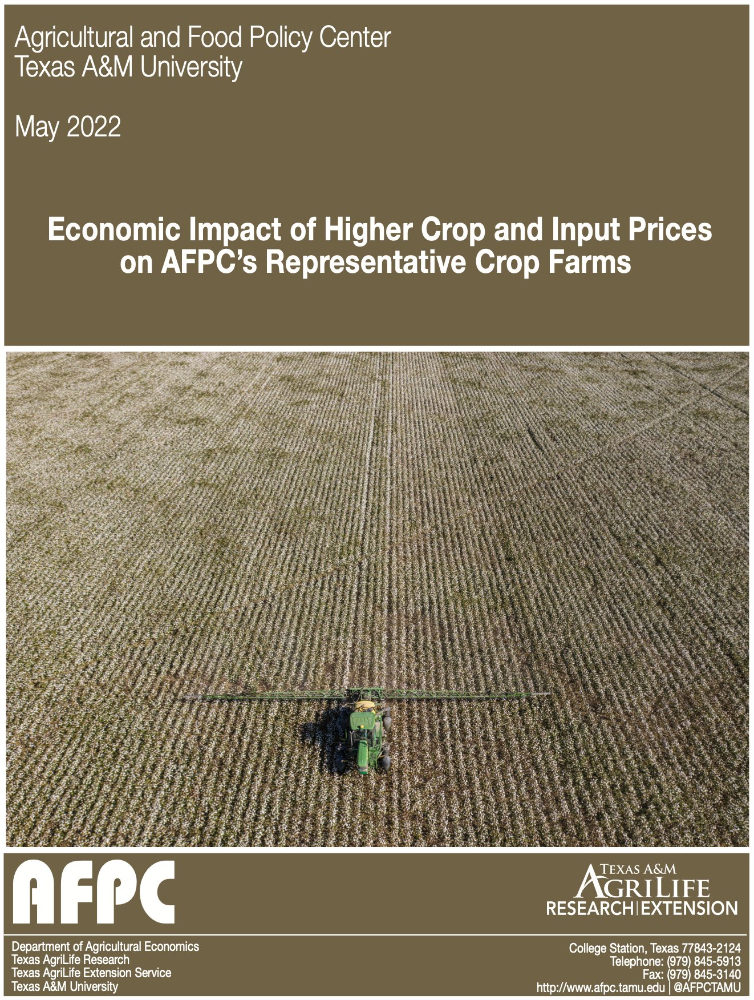 Agricultural and Food Policy Center
Texas A&M University
May 2022
Economic Impact of Higher Crop and Input Prices
on AFPC’s Representative Crop Farms
AFPC
Texas A&M
AgriLife
RESEARCH | EXTENSION
Department of Agricultural Economics
Texas AgriLife Research
Texas AgriLife Extension Service
Texas A&M University
College Station, Texas 77843-2124
Telephone: (979) 845-5913
Fax: (979) 845-3140
http://www.afpc.tamu.edu | @AFPCTAMU